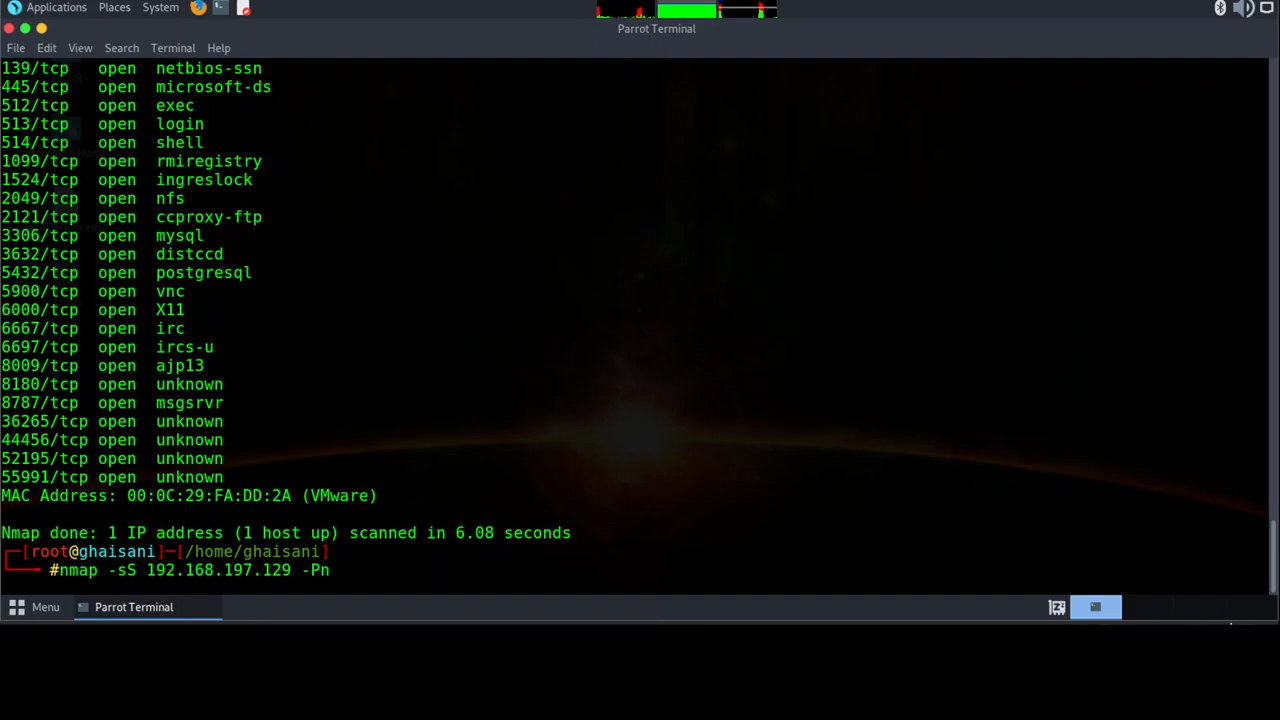 Applications Places System
Parrot Terminal
File Edit View Search Terminal Help
139/tcp open netbios-ssn
445/tcp open microsoft-ds
512/tcp open exec
513/tcp open login
514/tcp open shell
1099/tcp open rmiregistry
1524/tcp open ingreslock
2049/tcp open nfs
2121/tcp open ccproxy-ftp
3306/tcp open mysql
3632/tcp open distccd
5432/tcp open postgresql
5900/tcp open vnc
6000/tcp open X11
6667/tcp open irc
6697/tcp open ircs-u
8009/tcp open ajp13
8180/tcp open unknown
8787/tcp open msgsrvr
36265/tcp open unknown
44456/tcp open unknown
52195/tcp open unknown
55991/tcp open unknown
MAC Address: 00:0C:29:FA:DD:2A (VMware)
Nmap done: 1 IP address (1 host up) scanned in 6.08 seconds
[root@ghaisani]-[/home/ghaisani]
#nmap -sS 192.168.197.129 -Pn
Menu Parrot Terminal